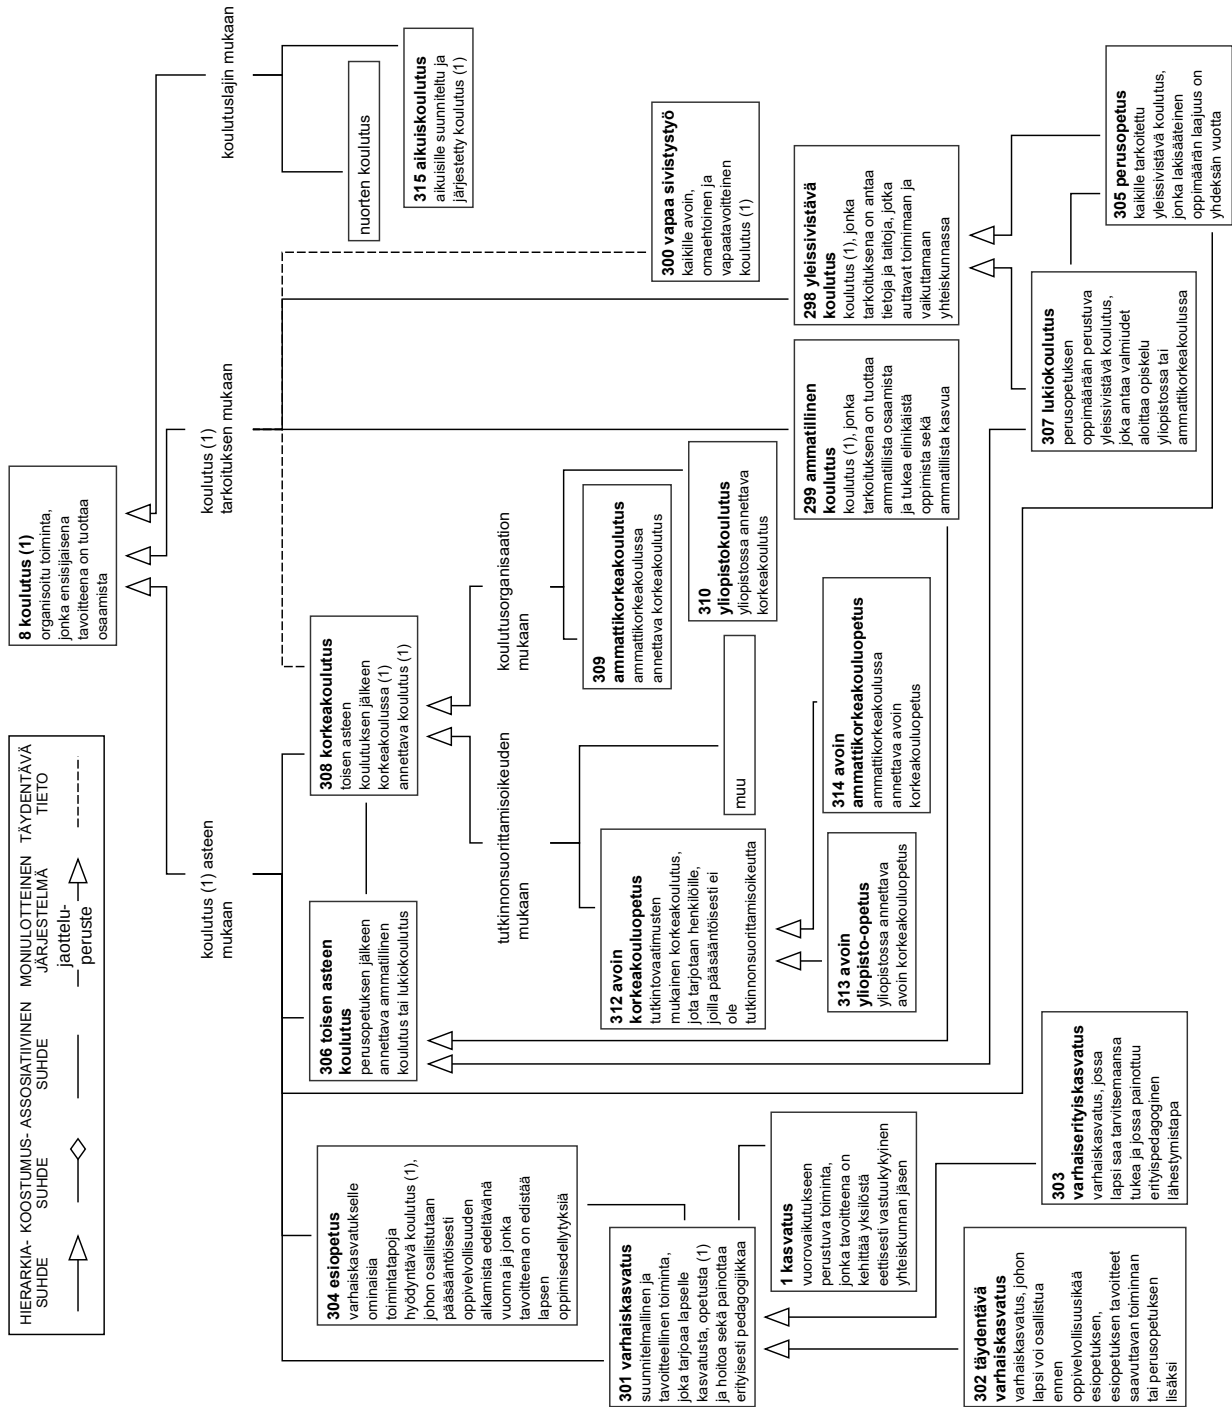 HIERARKIA-
SUHDE
KOOSTUMUS-
SUHDE
ASSOSIATIIVINEN
SUHDE
MONIULOTTEINEN
JÄRJESTELMÄ
jaottelu-
peruste
TÄYDENTÄVÄ
TIETO
8 koulutus (1)
organisoitu toiminta,
jonka ensisijaisena
tavoitteena on tuottaa
osaamista
koulutus (1) asteen
mukaan
koulutus (1)
tarkoituksen mukaan
koulutuslajin mukaan
nuorten koulutus
315 aikuiskoulutus
aikuisille suunniteltu ja
järjestetty koulutus (1)
304 esiopetus
varhaiskasvatukselle
ominaisia
toimintatapoja
hyödyntävä koulutus (1),
johon osallistutaan
pääsääntöisesti
oppivelvollisuuden
alkamista edeltävänä
vuonna ja jonka
tavoitteena on edistää
lapsen
oppimisedellytyksiä
306 toisen asteen
koulutus
perusopetuksen jälkeen
annettava ammatillinen
koulutus tai lukiokoulutus
308 korkeakoulutus
toisen asteen
koulutuksen jälkeen
korkeakoulussa (1)
annettava koulutus (1)
tutkinnonsuorittamisoikeuden
mukaan
koulutusorganisaation
mukaan
301 varhaiskasvatus
suunnitelmallinen ja
tavoitteellinen toiminta,
joka tarjoaa lapselle
kasvatusta, opetusta (1)
ja hoitoa sekä painottaa
erityisesti pedagogiikkaa
312 avoin
korkeakouluopetus
tutkintovaatimusten
mukainen korkeakoulutus,
jota tarjotaan henkilöille,
joilla pääsääntöisesti ei
ole
tutkinnonsuorittamisoikeutta
muu
309
ammattikorkeakoulutus
ammattikorkeakoulussa
annettava korkeakoulutus
310
yliopistokoulutus
yliopistossa annettava
korkeakoulutus
300 vapaa sivistystyö
kaikille avoin,
omaehtoinen ja
vapaatavoitteinen
koulutus (1)
1 kasvatus
vuorovaikutukseen
perustuva toiminta,
jonka tavoitteena on
kehittää yksilöstä
eettisesti vastuukykyinen
yhteiskunnan jäsen
313 avoin
yliopisto-opetus
yliopistossa annettava
avoin korkeakouluopetus
314 avoin
ammattikorkeakouluopetus
ammattikorkeakoulussa
annettava avoin
korkeakouluopetus
299 ammatillinen
koulutus
koulutus (1), jonka
tarkoituksena on tuottaa
ammatillista osaamista
ja tukea elinikäistä
oppimista sekä
ammatillista kasvua
298 yleissivistävä
koulutus
koulutus (1), jonka
tarkoituksena on antaa
tietoja ja taitoja, jotka
auttavat toimimaan ja
vaikuttamaan
yhteiskunnassa
302 täydentävä
varhaiskasvatus
varhaiskasvatus, johon
lapsi voi osallistua
ennen
oppivelvollisuusikää
esiopetuksen,
esiopetuksen tavoitteet
saavuttavan toiminnan
tai perusopetuksen
lisäksi
303
varhaiserityiskasvatus
varhaiskasvatus, jossa
lapsi saa tarvitsemaansa
tukea ja jossa painottuu
erityispedagoginen
lähestymistapa
307 lukiokoulutus
perusopetuksen
oppimäärään perustuva
yleissivistävä koulutus,
joka antaa valmiudet
aloittaa opiskelu
yliopistossa tai
ammattikorkeakoulussa
305 perusopetus
kaikille tarkoitettu
yleissivistävä koulutus,
jonka lakisääteinen
oppimäärän laajuus on
yhdeksän vuotta